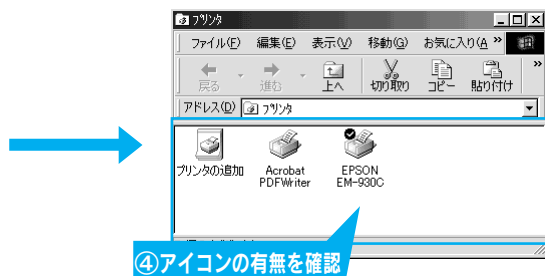 プリンタ
ファイル(F) 編集(E) 表示(V) 移動(G) お気に入り(A »
戻る 進む 上へ 切り取り コピー 貼り付け »
アドレス(D) プリンタ
プリンタの追加 Acrobat PDFWriter EPSON EM-930C
④アイコンの有無を確認